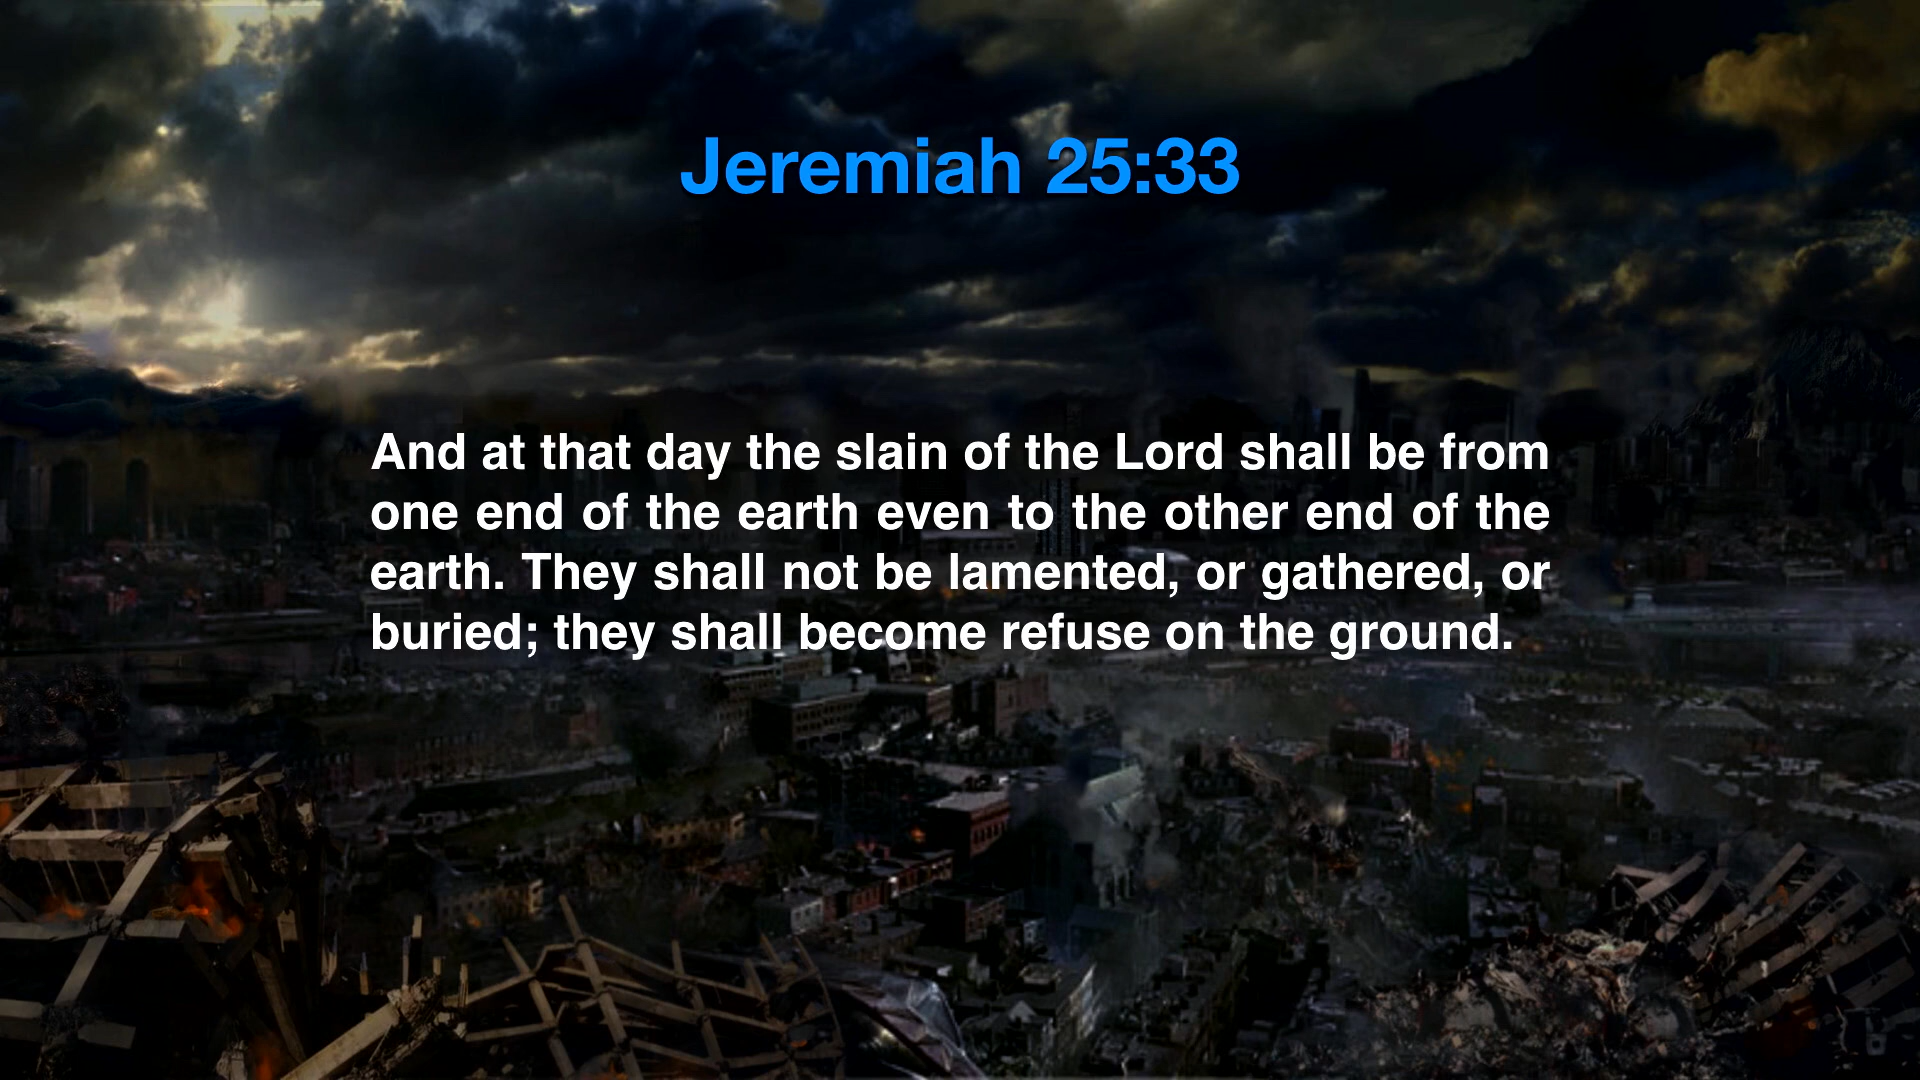 Jeremiah 25:33
And at that day the slain of the Lord shall be from
one end of the earth even to the other end of the
earth. They shall not be lamented, or gathered, or
buried; they shall become refuse on the ground.